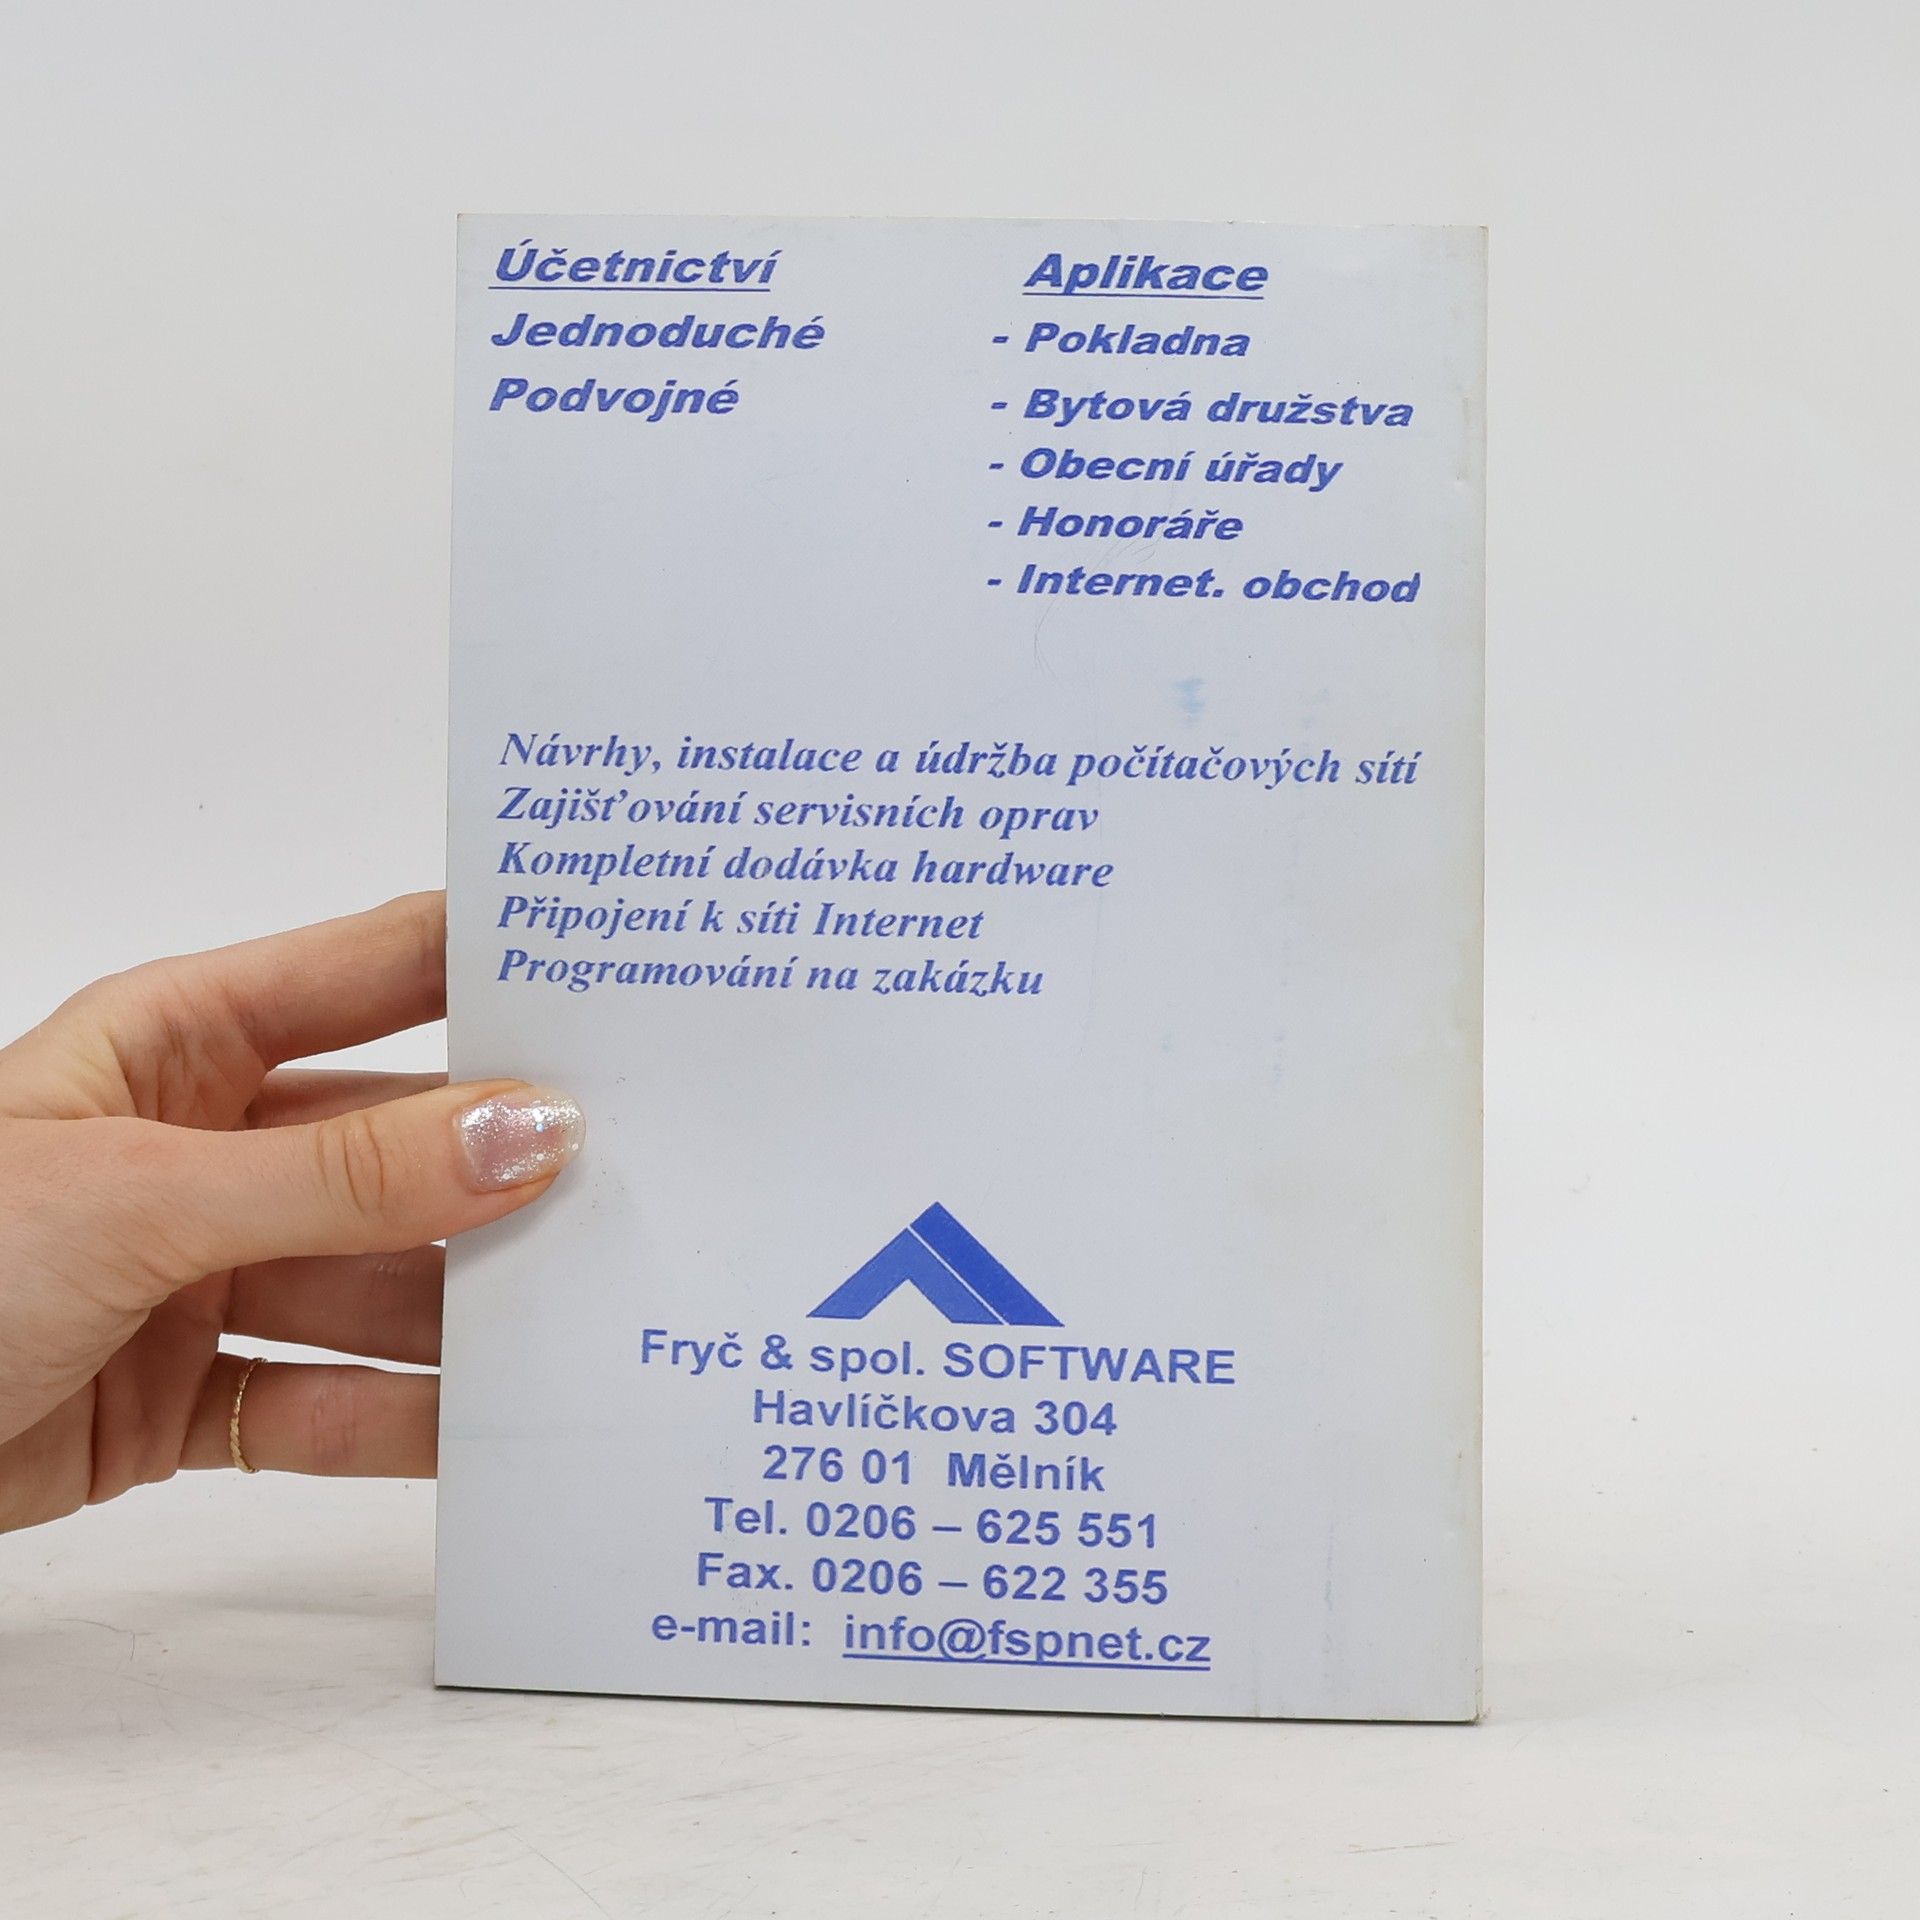 Účetnictví
Jednoduché
Podvojné
Aplikace
- Pokladna
- Bytová družstva
- Obecní úřady
- Honoráře
- Internet. obchod
Návrhy, instalace a údržba počítačových sítí
Zajišťování servisních oprav
Kompletní dodávka hardware
Připojení k síti Internet
Programování na zakázku
Fryč & spol. SOFTWARE
Havlíčkova 304
276 01 Mělník
Tel. 0206 – 625 551
Fax. 0206 – 622 355
e-mail: info@fspnet.cz